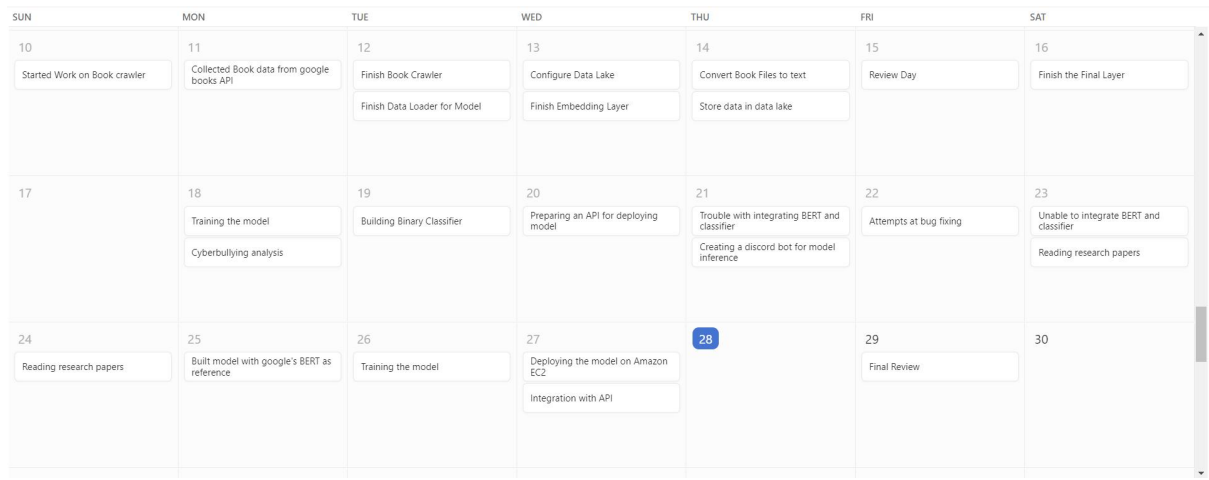 SUN MON TUE WED THU FRI SAT
10 11 12 13 14 15 16
Started Work on Book crawler
Collected Book data from google
books API
Finish Book Crawler
Finish Data Loader for Model
Configure Data Lake
Finish Embedding Layer
Convert Book Files to text
Store data in data lake
Review Day
Finish the Final Layer
17 18 19 20 21 22 23
Training the model
Cyberbullying analysis
Building Binary Classifier
Preparing an API for deploying
model
Trouble with integrating BERT and
classifier
Creating a discord bot for model
inference
Attempts at bug fixing
Unable to integrate BERT and
classifier
Reading research papers
24 25 26 27 28 29 30
Reading research papers
Built model with google's BERT as
reference
Training the model
Deploying the model on Amazon
EC2
Integration with API
Final Review